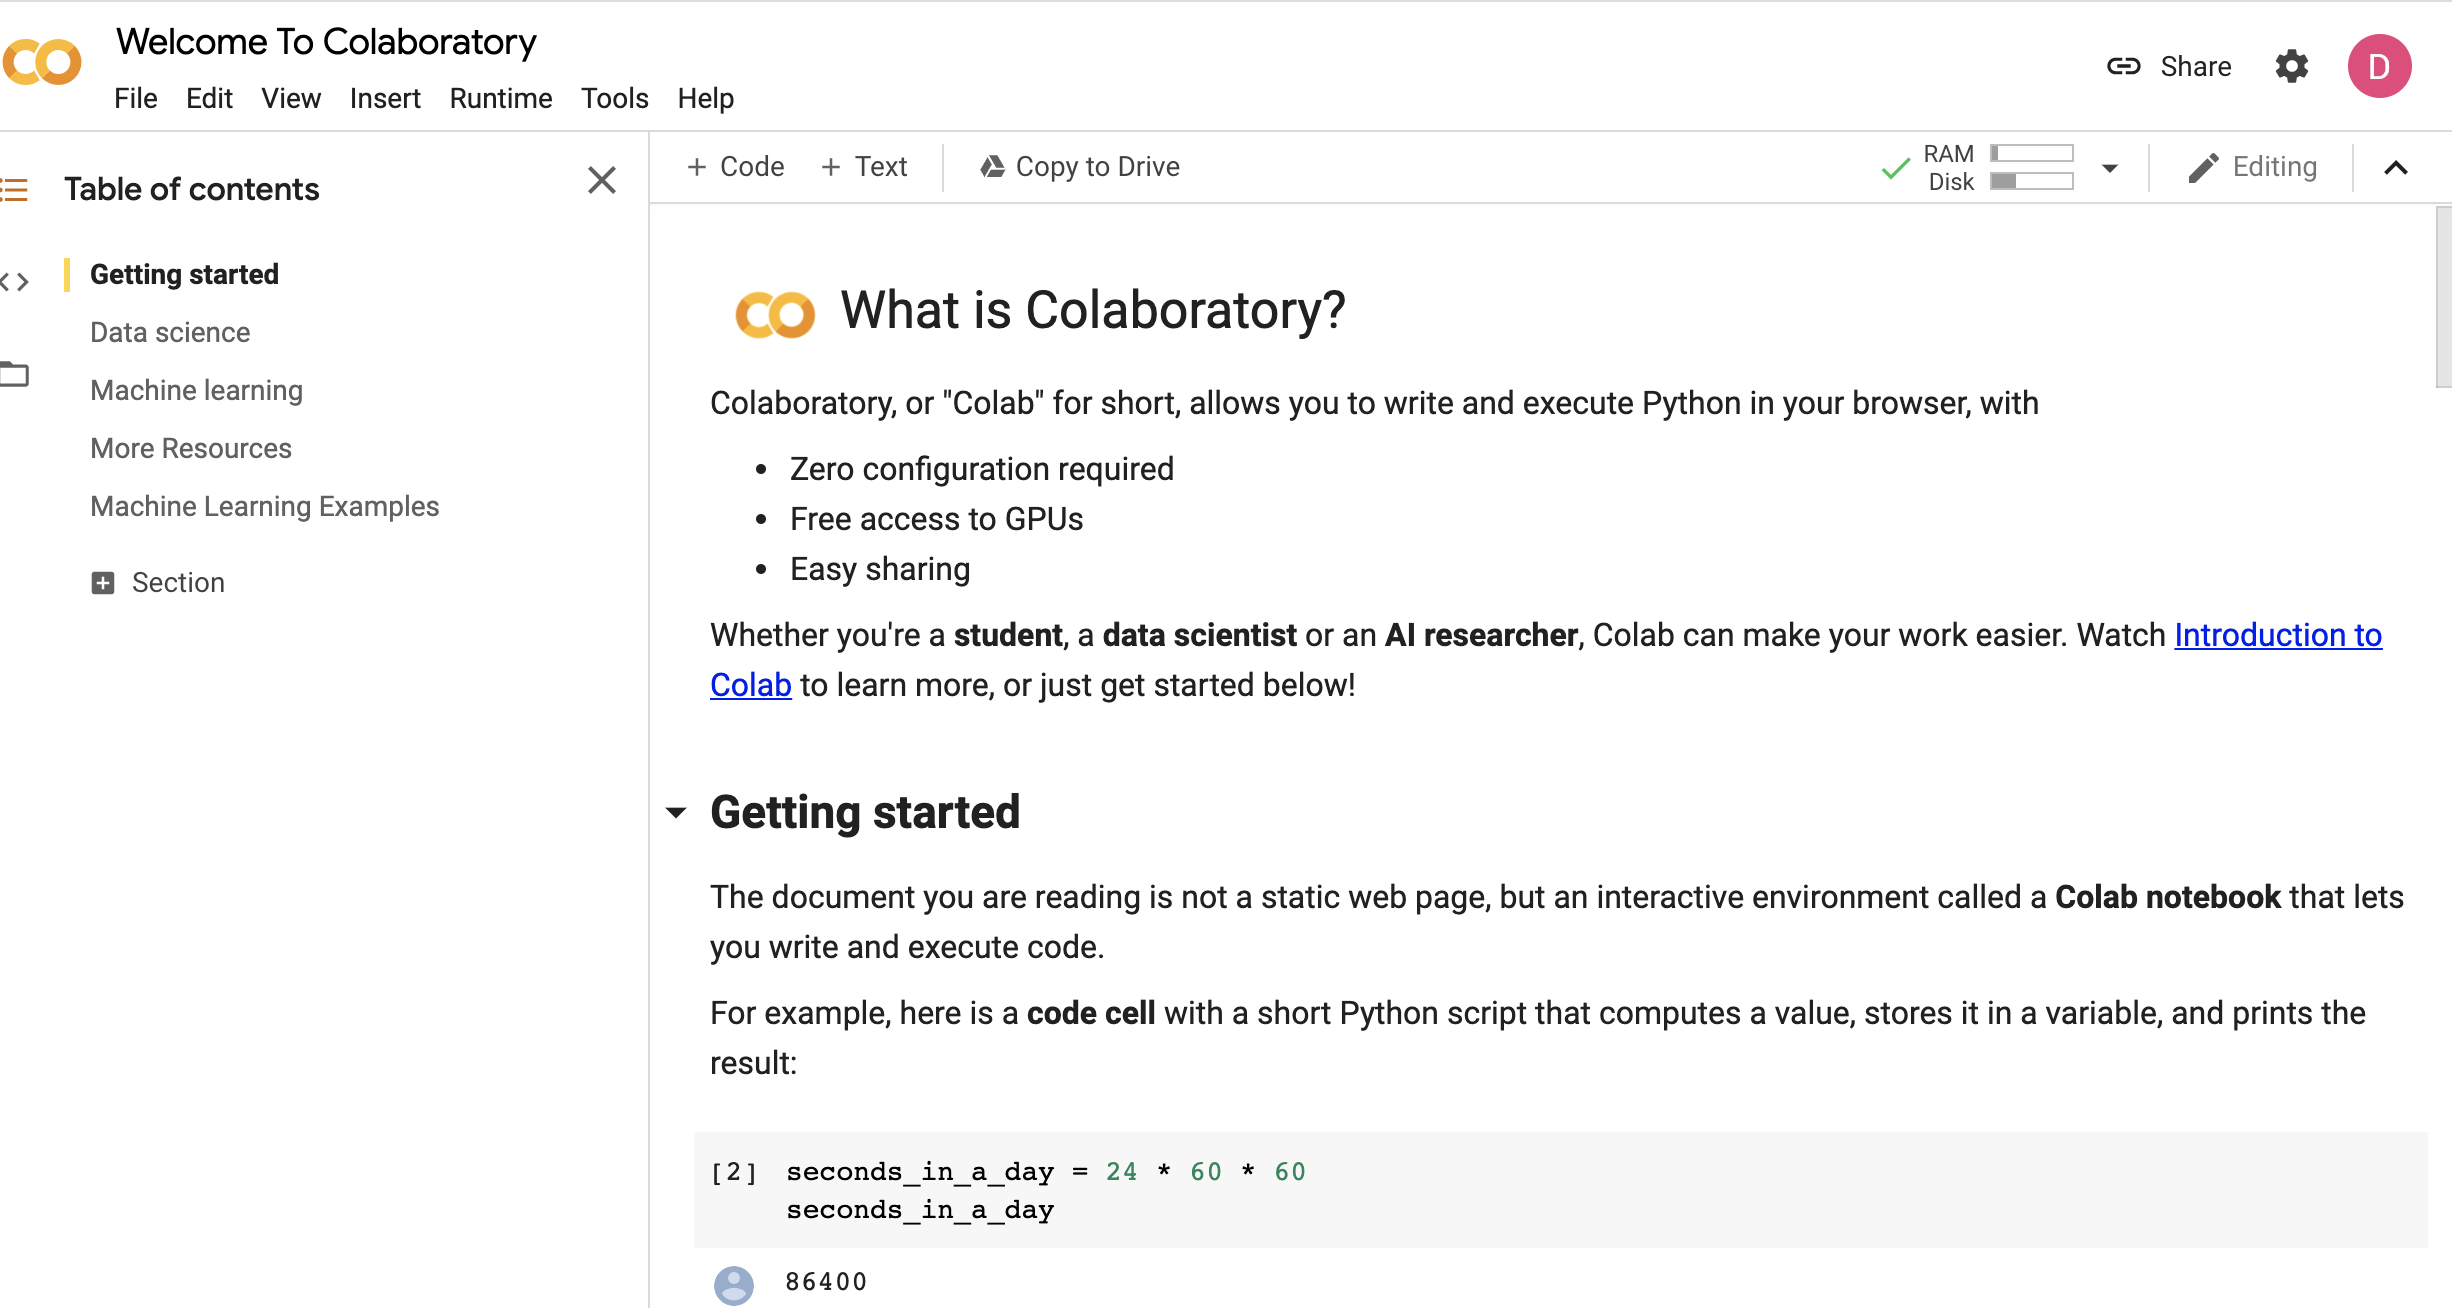 Welcome To Colaboratory
File Edit View Insert Runtime Tools Help
Share
D
Table of contents
Getting started
Data science
Machine learning
More Resources
Machine Learning Examples
Section
+ Code + Text Copy to Drive
RAM
Disk
Editing
What is Colaboratory?
Colaboratory, or "Colab" for short, allows you to write and execute Python in your browser, with
• Zero configuration required
• Free access to GPUs
• Easy sharing
Whether you're a student, a data scientist or an AI researcher, Colab can make your work easier. Watch Introduction to
Colab to learn more, or just get started below!
Getting started
The document you are reading is not a static web page, but an interactive environment called a Colab notebook that lets
you write and execute code.
For example, here is a code cell with a short Python script that computes a value, stores it in a variable, and prints the
result:
[2] seconds_in_a_day = 24 * 60 * 60
seconds_in_a_day
86400